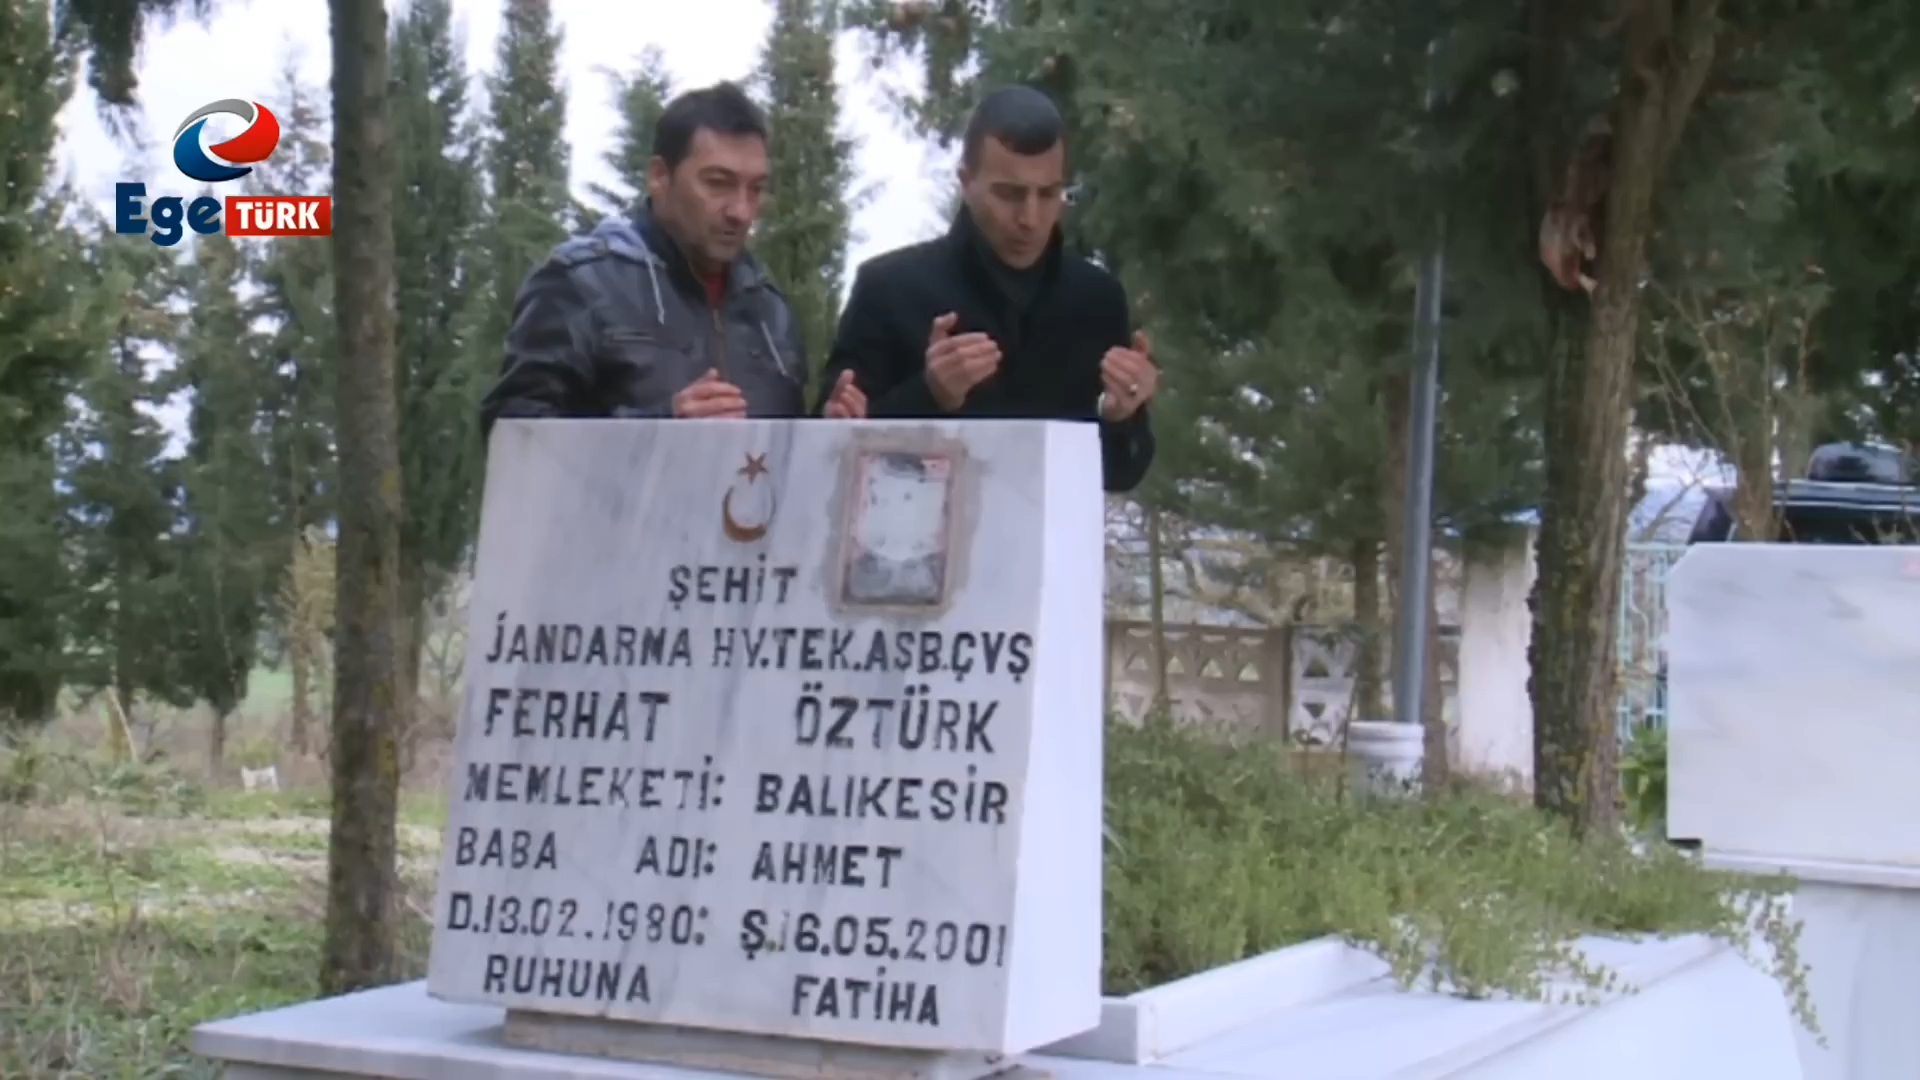 Ege TÜRK
ŞEHİT
JANDARMA HV.TEK.ASB.ÇVŞ
FERHAT ÖZTÜRK
MEMLEKETİ: BALIKESİR
BABA ADI: AHMET
D.13.02.1980: Ş.16.05.2001
RUHUNA FATİHA